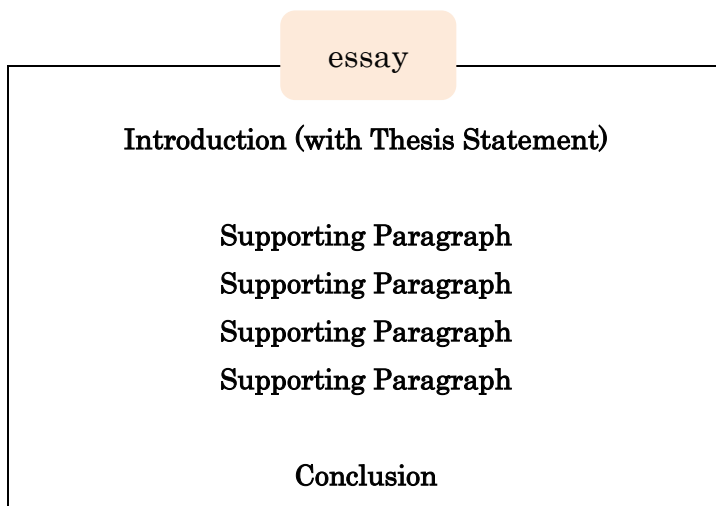 essay
Introduction (with Thesis Statement)
Supporting Paragraph
Supporting Paragraph
Supporting Paragraph
Supporting Paragraph
Conclusion